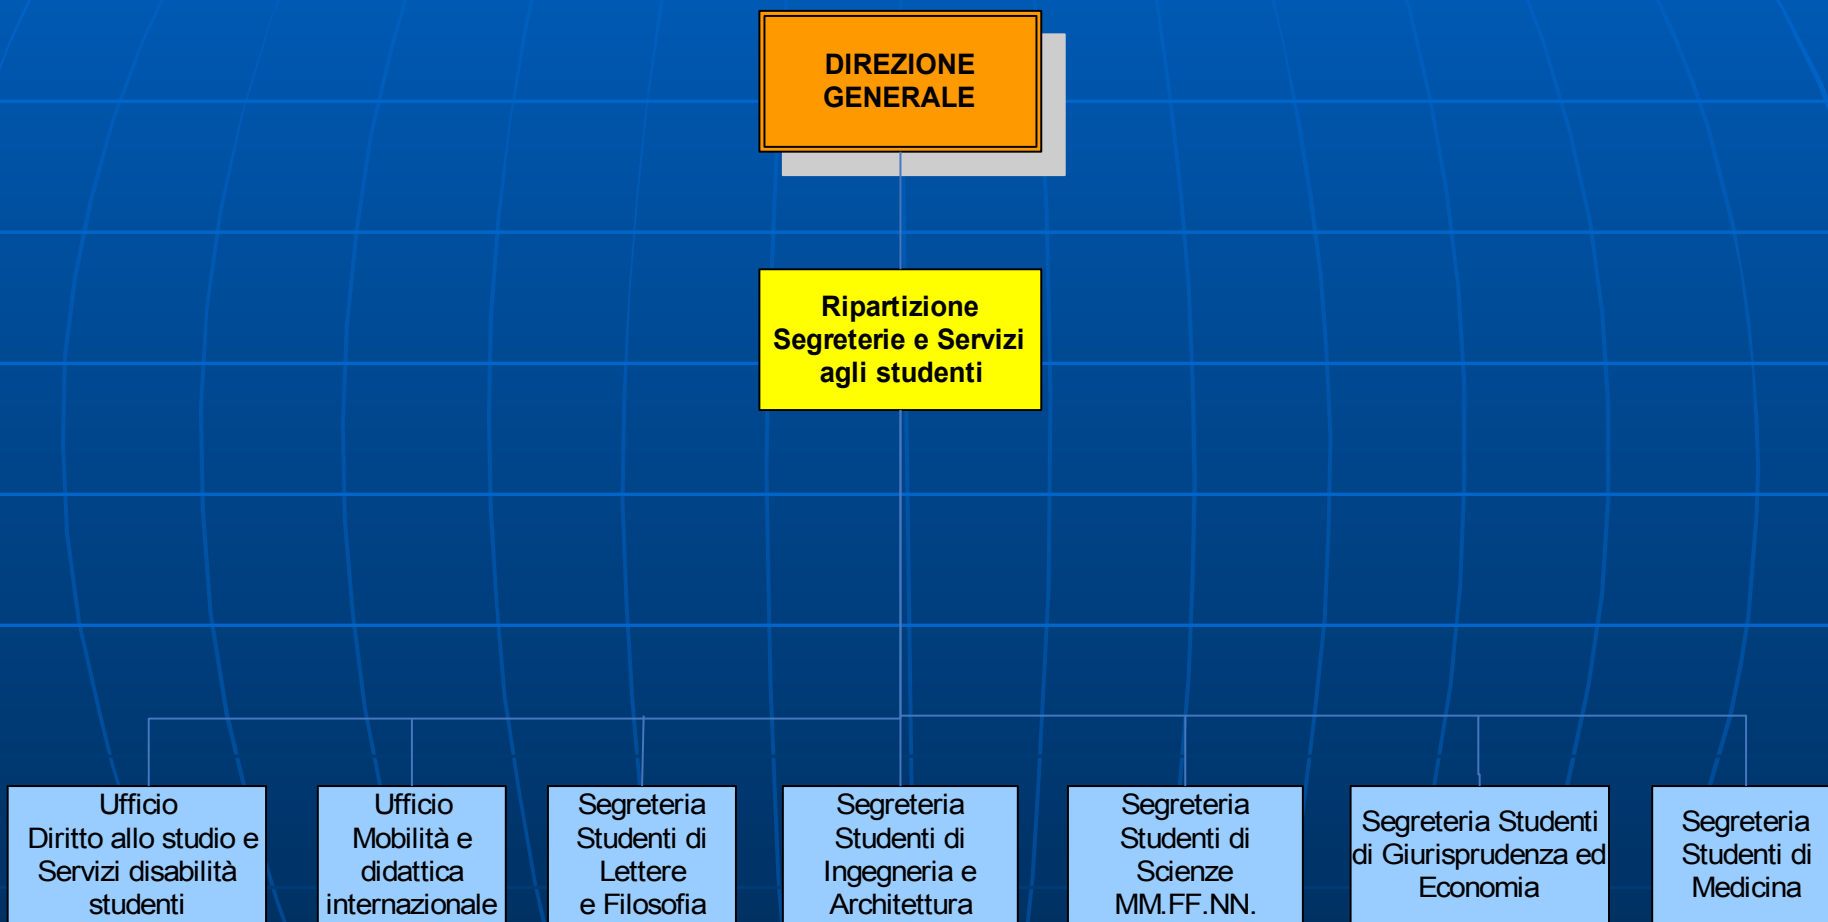 DIREZIONE
GENERALE
Ripartizione
Segreterie e Servizi
agli studenti
Ufficio
Diritto allo studio e
Servizi disabilità
studenti
Ufficio
Mobilità e
didattica
internazionale
Segreteria
Studenti di
Lettere
e Filosofia
Segreteria
Studenti di
Ingegneria e
Architettura
Segreteria
Studenti di
Scienze
MM.FF.NN.
Segreteria Studenti
di Giurisprudenza ed
Economia
Segreteria
Studenti di
Medicina